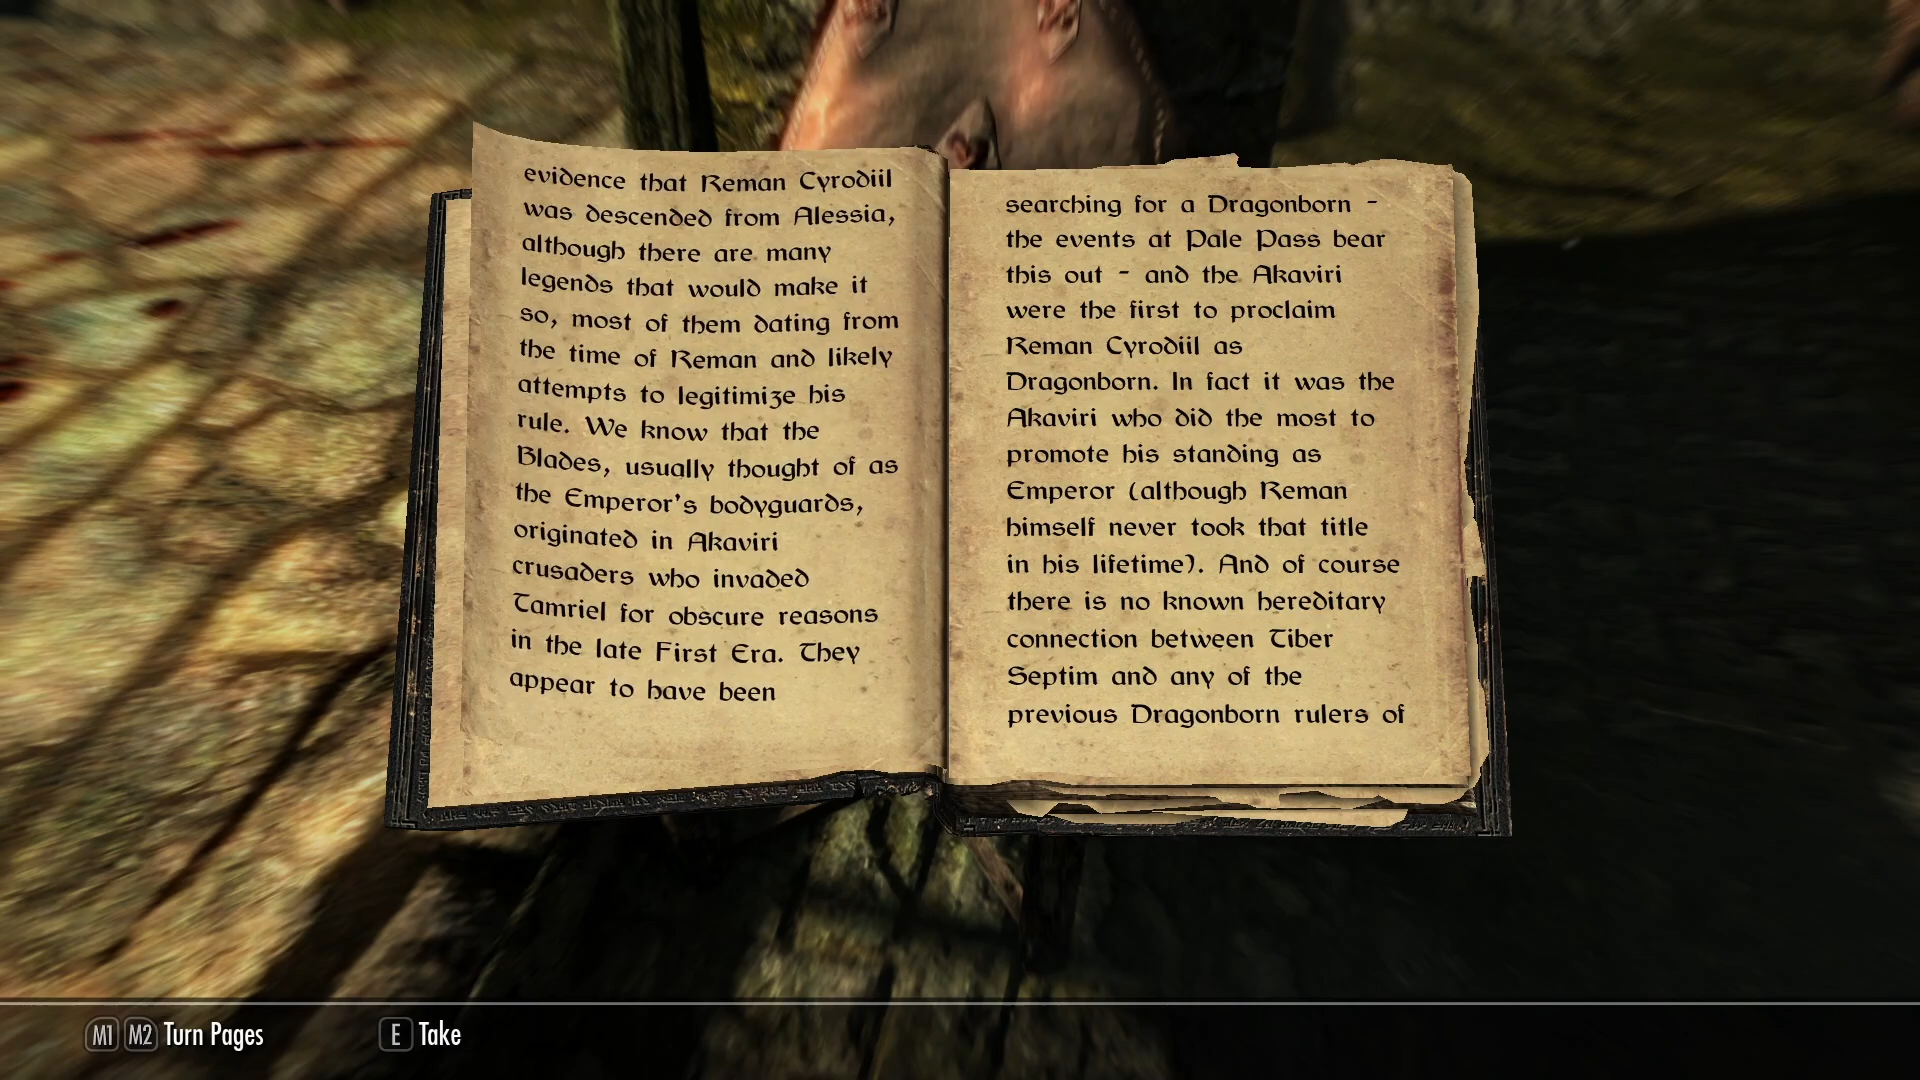 evidence that Reman Cyrodiil
was descended from Alessia,
although there are many
legends that would make it
so, most of them dating from
the time of Reman and likely
attempts to legitimize his
rule. We know that the
Blades, usually thought of as
the Emperor's bodyguards,
originated in Akaviri
crusaders who invaded
Tamriel for obscure reasons
in the late First Era. They
appear to have been
searching for a Dragonborn -
the events at Pale Pass bear
this out - and the Akaviri
were the first to proclaim
Reman Cyrodiil as
Dragonborn. In fact it was the
Akaviri who did the most to
promote his standing as
Emperor (although Reman
himself never took that title
in his lifetime). And of course
there is no known hereditary
connection between Tiber
Septim and any of the
previous Dragonborn rulers of
M1 M2 Turn Pages
E Take